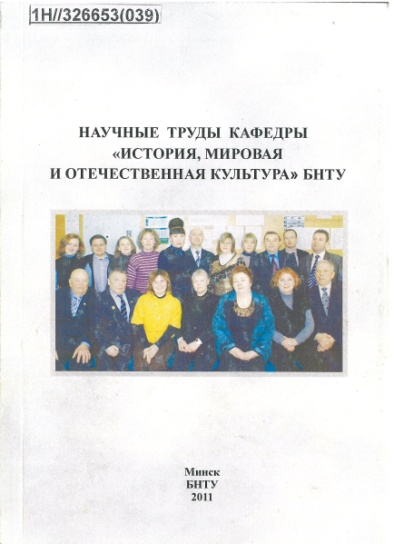 1Н//326653(039)
НАУЧНЫЕ ТРУДЫ КАФЕДРЫ
«ИСТОРИЯ, МИРОВАЯ
И ОТЕЧЕСТВЕННАЯ КУЛЬТУРА» БНТУ
Минск
БНТУ
2011